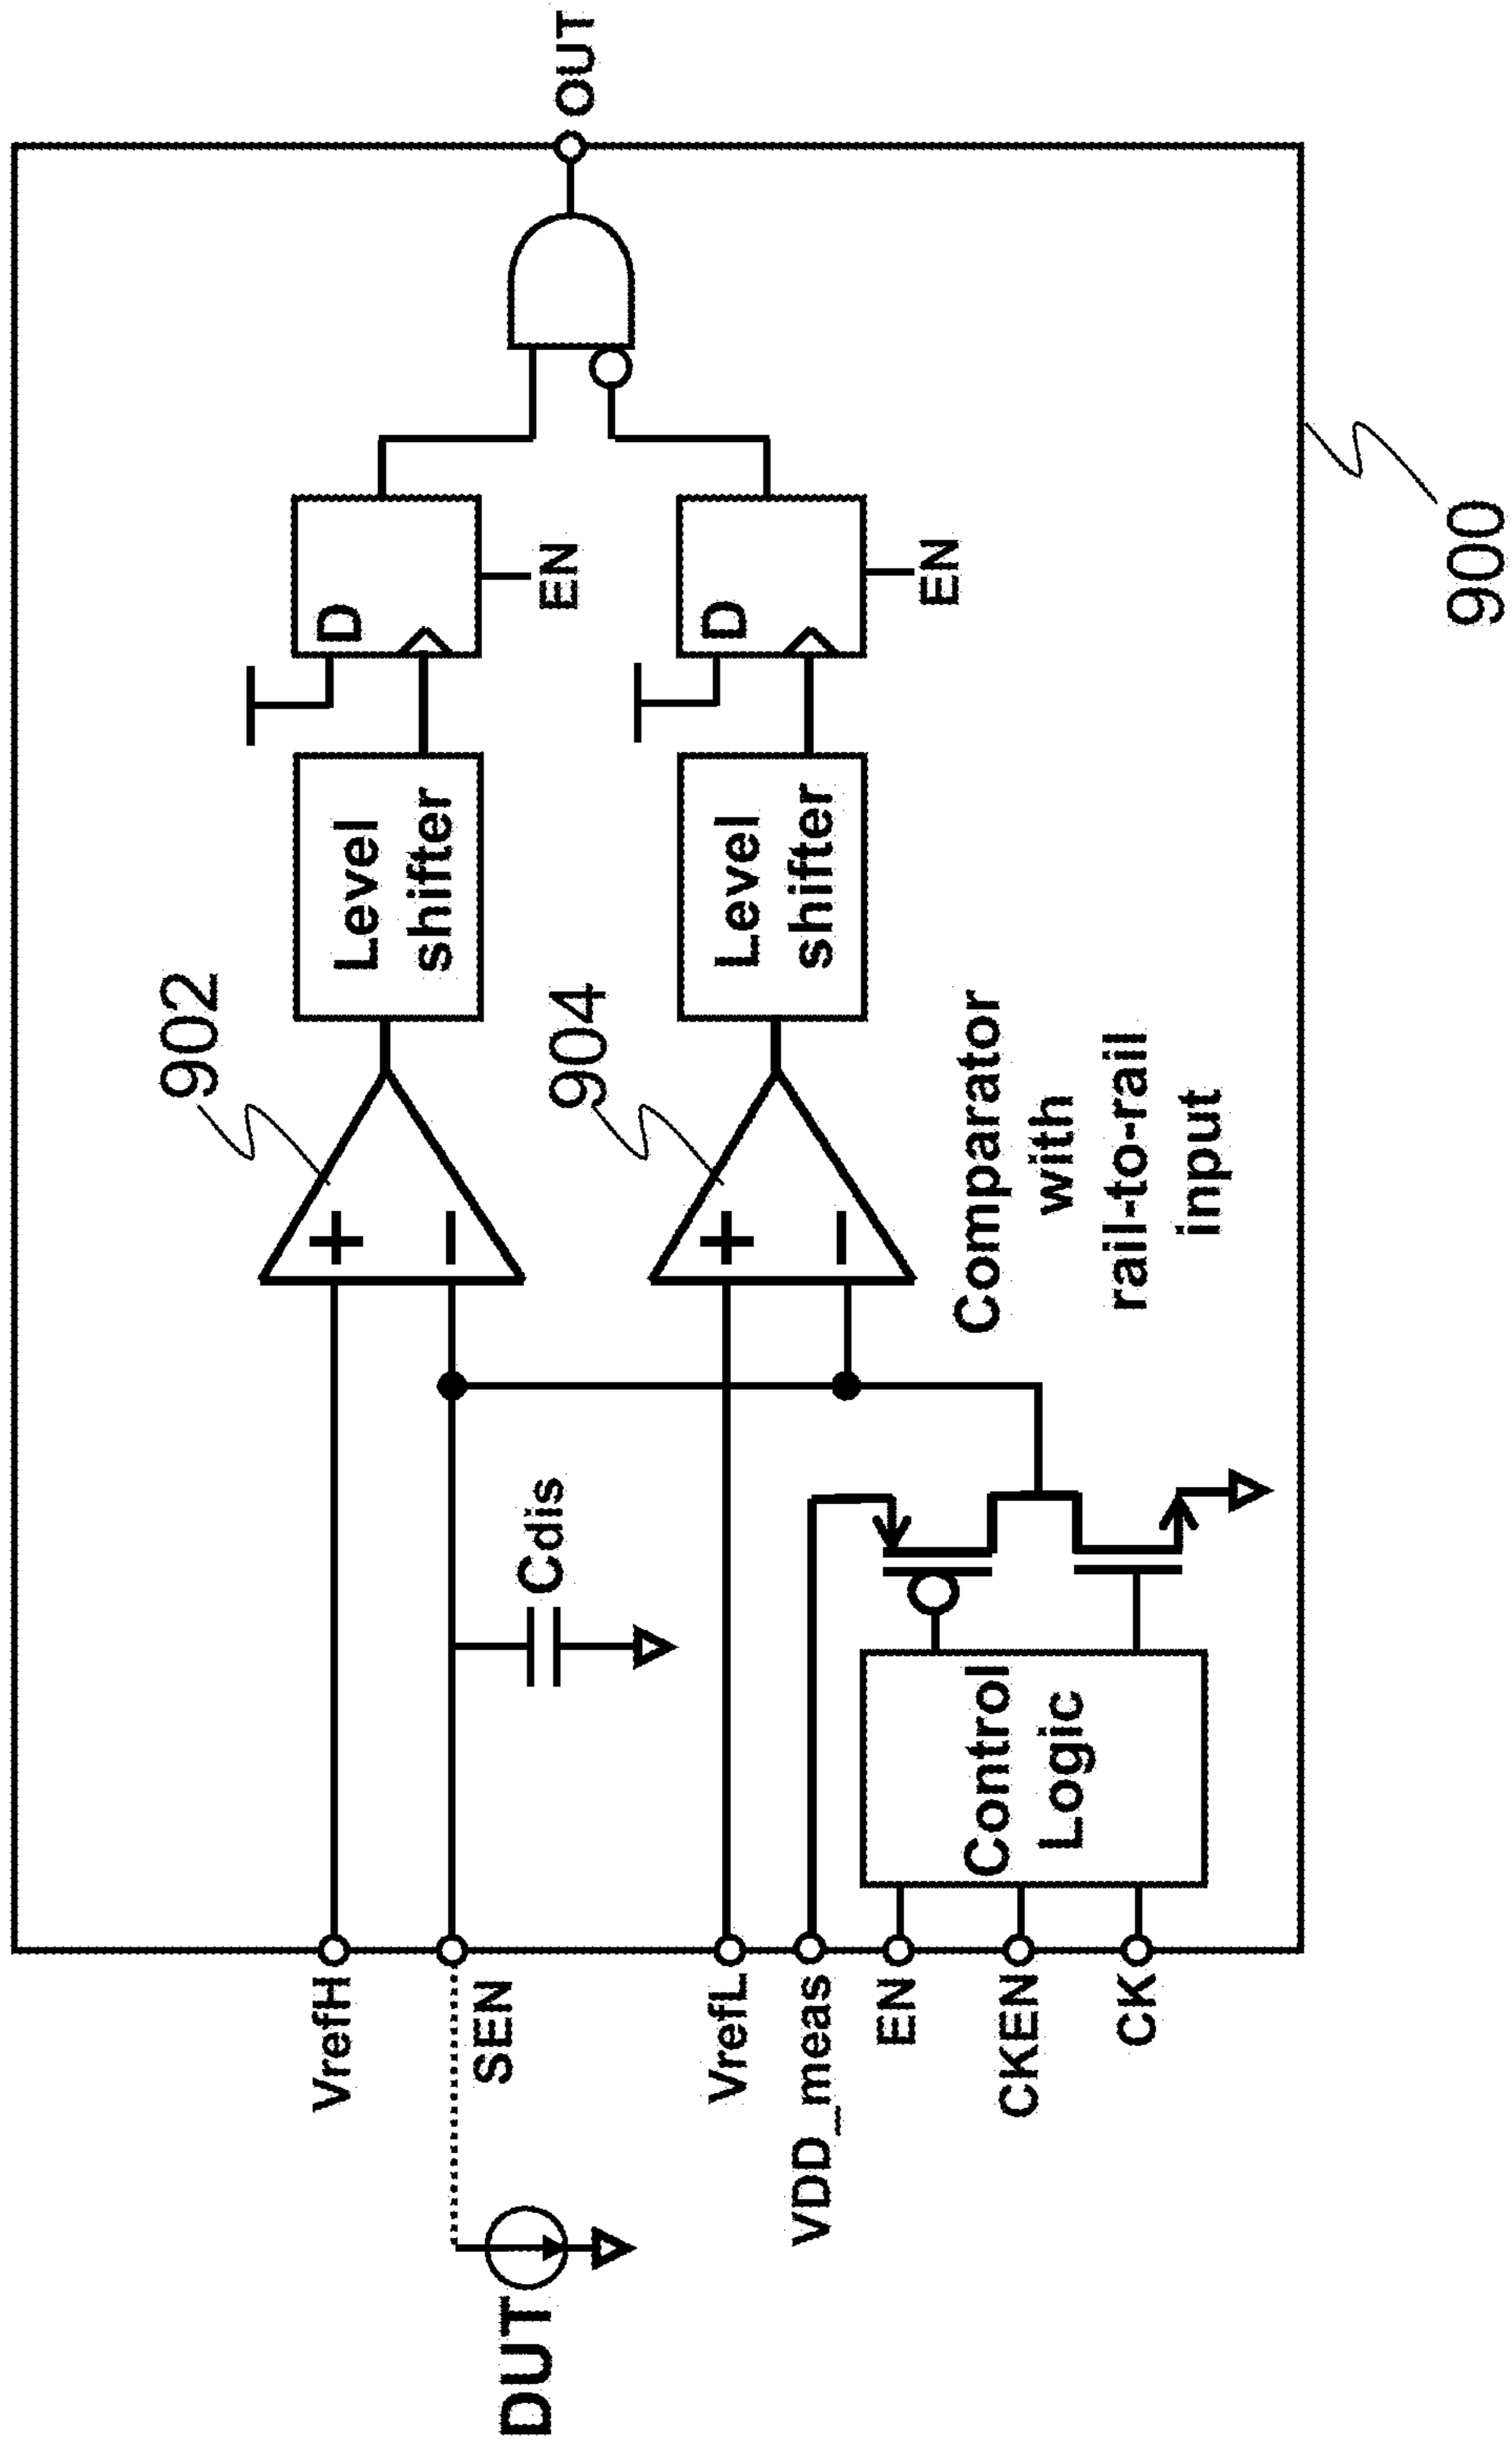 902
VrefH
+
−
Level
shifter
D
EN
SEN
Cdis
DUT
OUT
904
VrefL
+
−
Level
shifter
D
EN
VDD_meas
EN
CKEN
CK
Control
Logic
Comparator
with
rail-to-rail
input
900